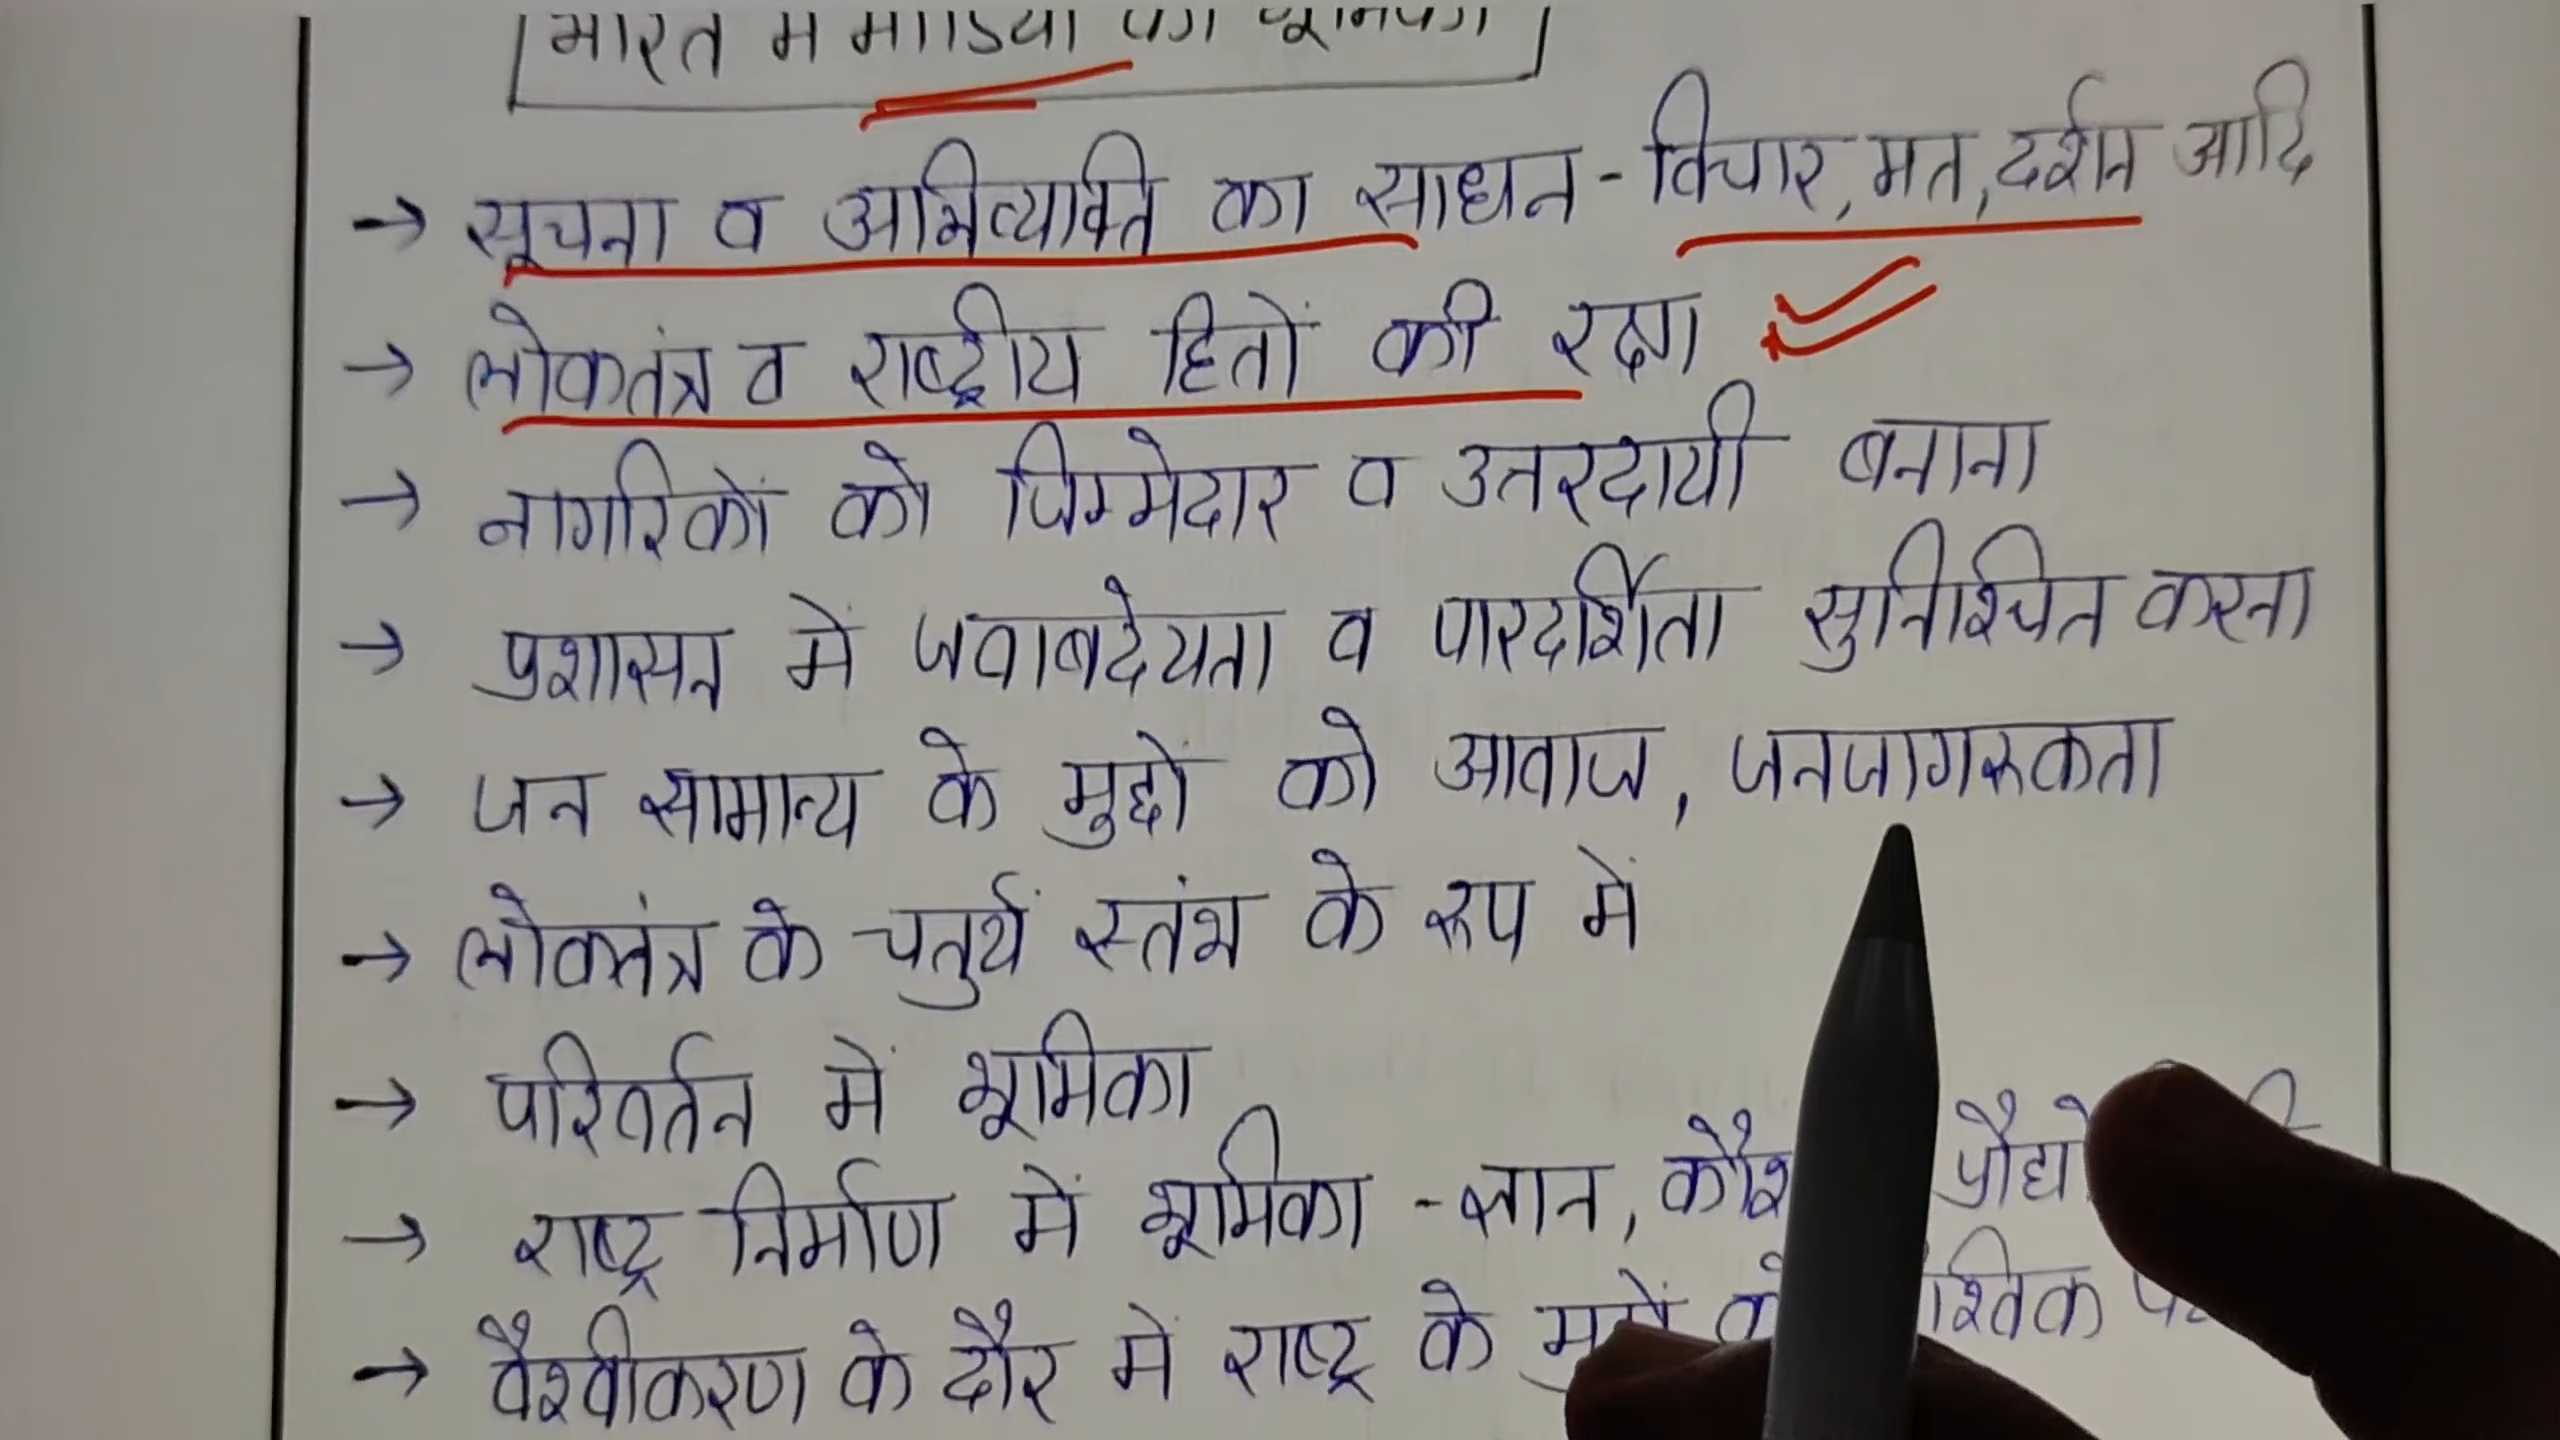 भारत में मीडिया की भूमिका
→ सूचना व अभिव्यक्ति का साधन - विचार, मत, दर्शन आदि
→ लोकतंत्र व राष्ट्रीय हितों की रक्षा
→ नागरिकों को जिम्मेदार व उत्तरदायी बनाना
→ प्रशासन में जवाबदेयता व पारदर्शिता सुनिश्चित करना
→ जन सामान्य के मुद्दों को आवाज, जनजागरूकता
→ लोकतंत्र के चतुर्थ स्तंभ के रूप में
→ परिवर्तन में भूमिका
→ राष्ट्र निर्माण में भूमिका - ज्ञान,
→ वैश्वीकरण के दौर में राष्ट्र के